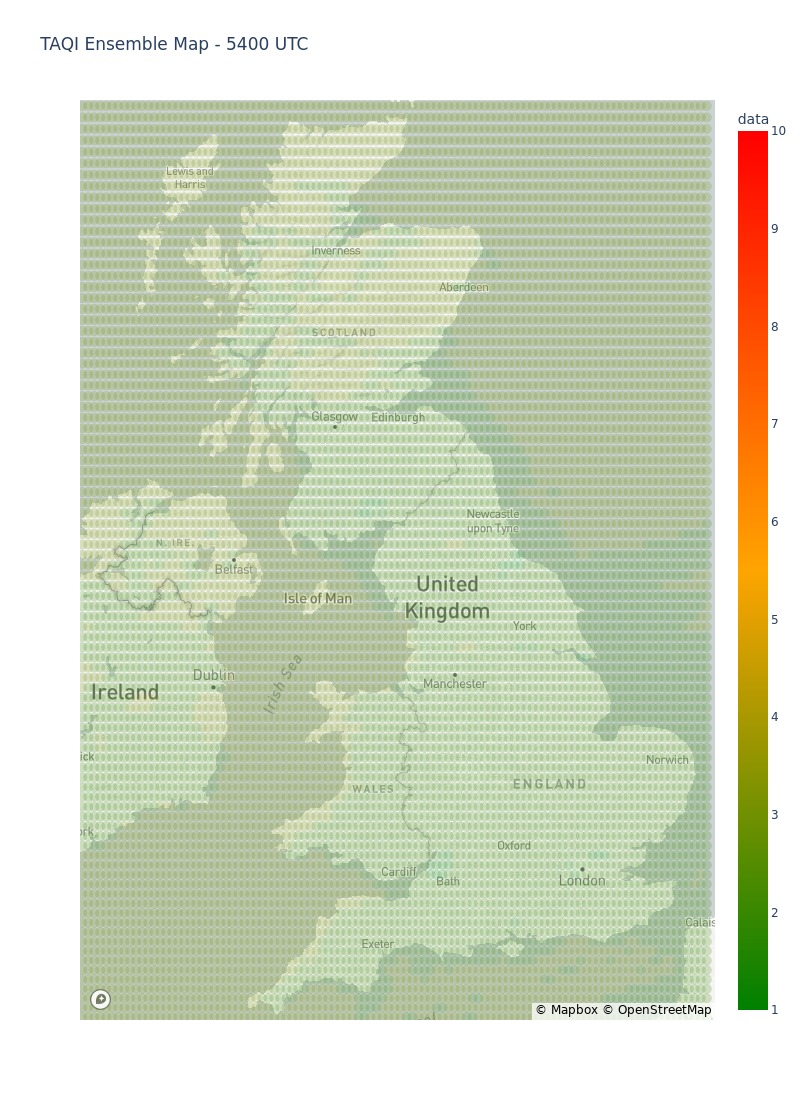 TAQI Ensemble Map - 5400 UTC
data
10
9
8
7
6
5
4
3
2
1
Lewis and
Harris
Inverness
Aberdeen
SCOTLAND
Glasgow
Edinburgh
Newcastle
upon Tyne
N. IRE.
Belfast
United
Kingdom
Isle of Man
York
Irish Sea
Dublin
Manchester
Ireland
ick
Norwich
WALES
ENGLAND
ork
Oxford
Cardiff
Bath
London
Calais
Exeter
© Mapbox © OpenStreetMap